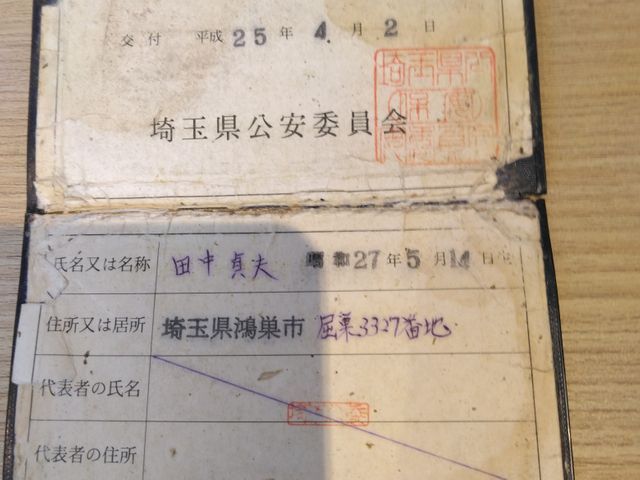 交付 平成25年4月2日
埼玉県公安委員会
氏名又は名称 田中貞夫 昭和27年5月14日生
住所又は居所 埼玉県鴻巣市 屈巣3327番地
代表者の氏名
代表者の住所